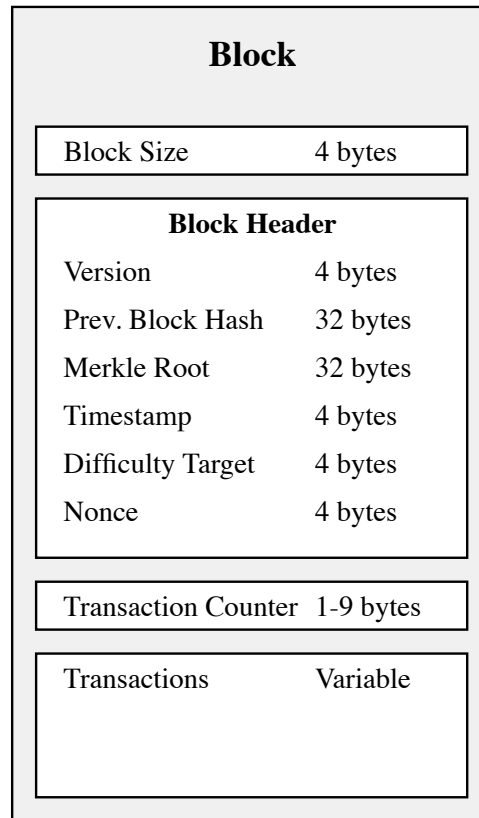 Block
Block Size 4 bytes
Block Header
Version 4 bytes
Prev. Block Hash 32 bytes
Merkle Root 32 bytes
Timestamp 4 bytes
Difficulty Target 4 bytes
Nonce 4 bytes
Transaction Counter 1-9 bytes
Transactions Variable